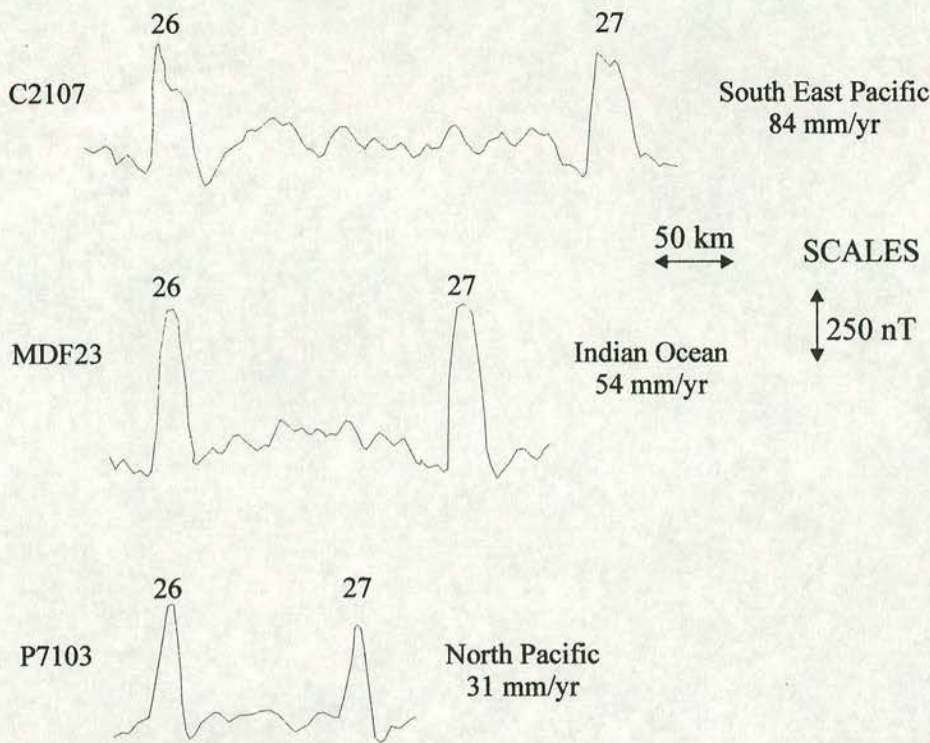 26
27
C2107
South East Pacific
84 mm/yr
50 km
SCALES
250 nT
26
27
MDF23
Indian Ocean
54 mm/yr
26
27
P7103
North Pacific
31 mm/yr